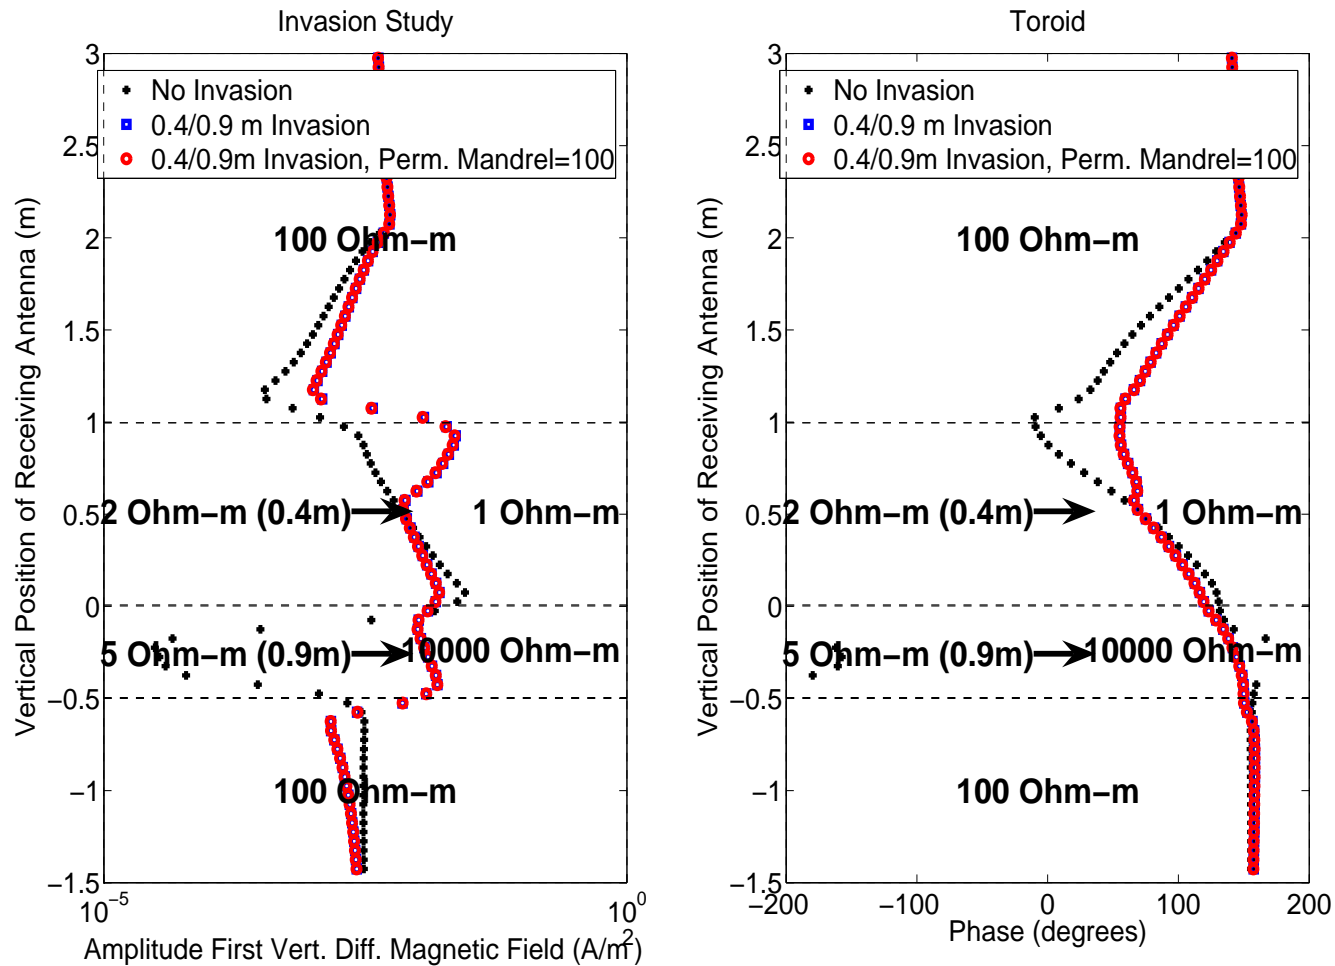 Invasion Study
3
No Invasion
0.4/0.9 m Invasion
0.4/0.9m Invasion, Perm. Mandrel=100
2.5
2
100 Ohm−m
1.5
1
0.5
2 Ohm−m (0.4m)
1 Ohm−m
0
5 Ohm−m (0.9m)
10000 Ohm−m
−0.5
−1
100 Ohm−m
−1.5
10^−5
10^0
Vertical Position of Receiving Antenna (m)
Amplitude First Vert. Diff. Magnetic Field (A/m^2)
Toroid
3
No Invasion
0.4/0.9 m Invasion
0.4/0.9m Invasion, Perm. Mandrel=100
2.5
2
100 Ohm−m
1.5
1
0.5
2 Ohm−m (0.4m)
1 Ohm−m
0
5 Ohm−m (0.9m)
10000 Ohm−m
−0.5
−1
100 Ohm−m
−1.5
−200
−100
0
100
200
Vertical Position of Receiving Antenna (m)
Phase (degrees)